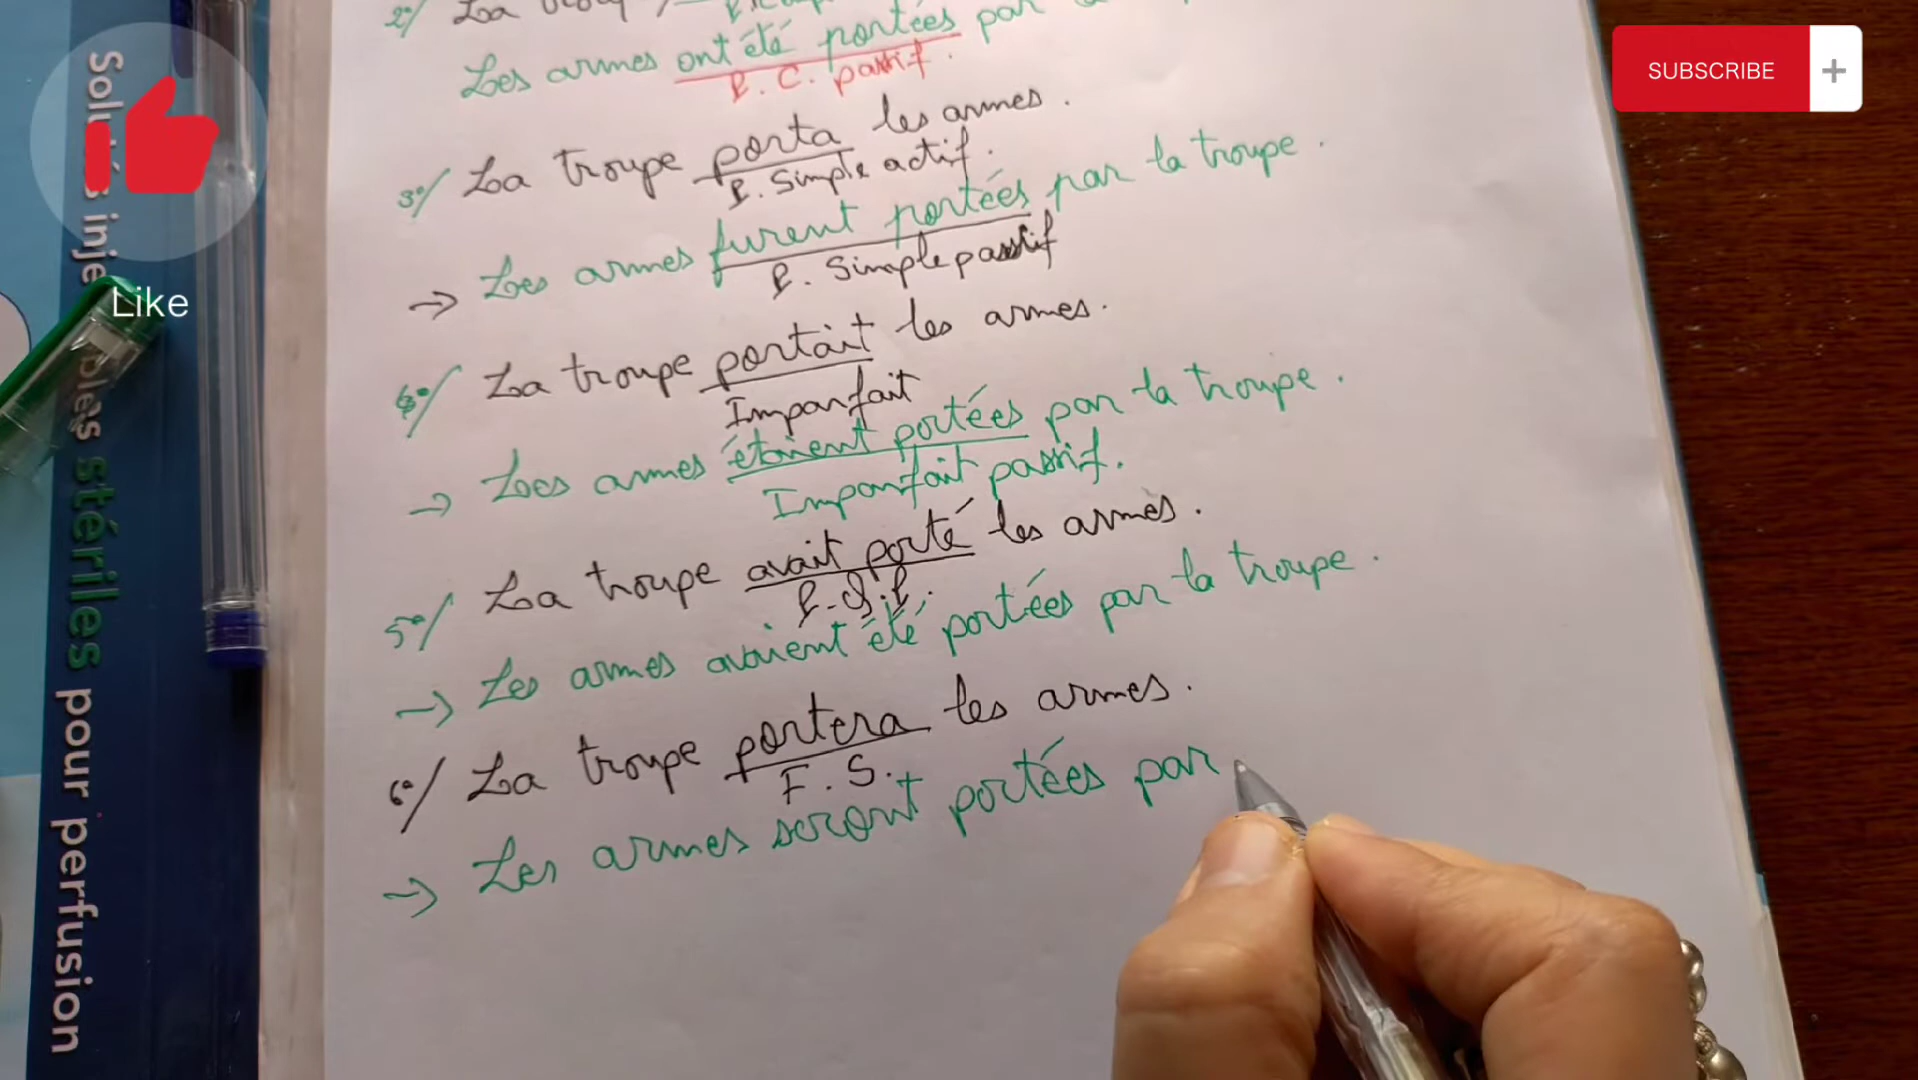 2°/ La
Les armes ont été portées par
P. C. passif.
3°/ La troupe porta les armes.
P. Simple actif.
→ Les armes furent portées par la troupe.
P. Simple passif
4°/ La troupe portait les armes.
Imparfait
→ Les armes étaient portées par la troupe.
Imparfait passif.
5°/ La troupe avait porté les armes.
P.Q.P.
→ Les armes avaient été portées par la troupe.
6°/ La troupe portera les armes.
F. S.
→ Les armes seront portées par
pour perfusion
stériles
Like
SUBSCRIBE +